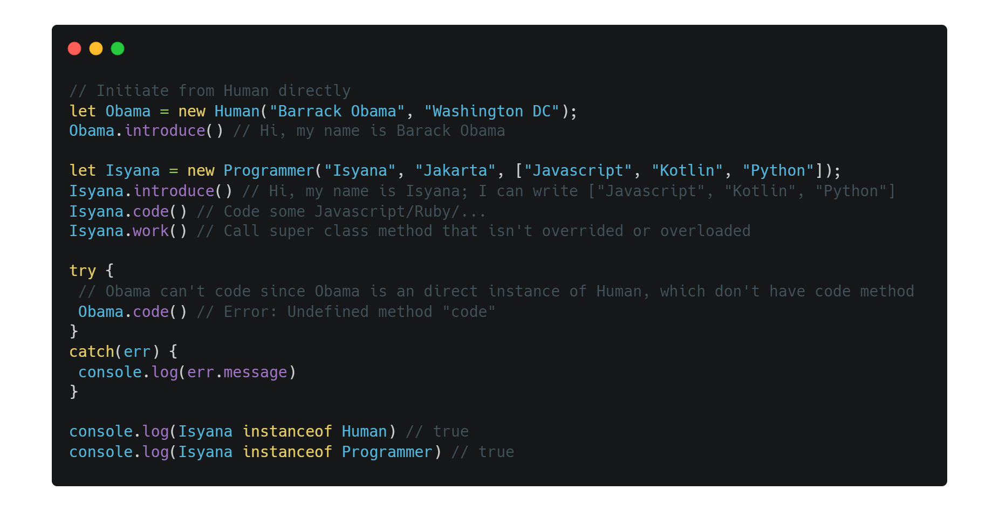 // Initiate from Human directly
let Obama = new Human("Barrack Obama", "Washington DC");
Obama.introduce() // Hi, my name is Barack Obama
let Isyana = new Programmer("Isyana", "Jakarta", ["Javascript", "Kotlin", "Python"]);
Isyana.introduce() // Hi, my name is Isyana; I can write ["Javascript", "Kotlin", "Python"]
Isyana.code() // Code some Javascript/Ruby/...
Isyana.work() // Call super class method that isn't overrided or overloaded
try {
 // Obama can't code since Obama is an direct instance of Human, which don't have code method
 Obama.code() // Error: Undefined method "code"
}
catch(err) {
 console.log(err.message)
}
console.log(Isyana instanceof Human) // true
console.log(Isyana instanceof Programmer) // true